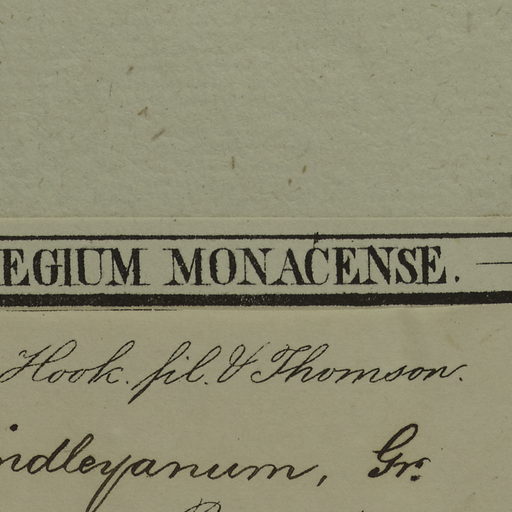 EGIUM MONACENSE.
Hook. fil. & Thomson.
indleyanum, Gr.